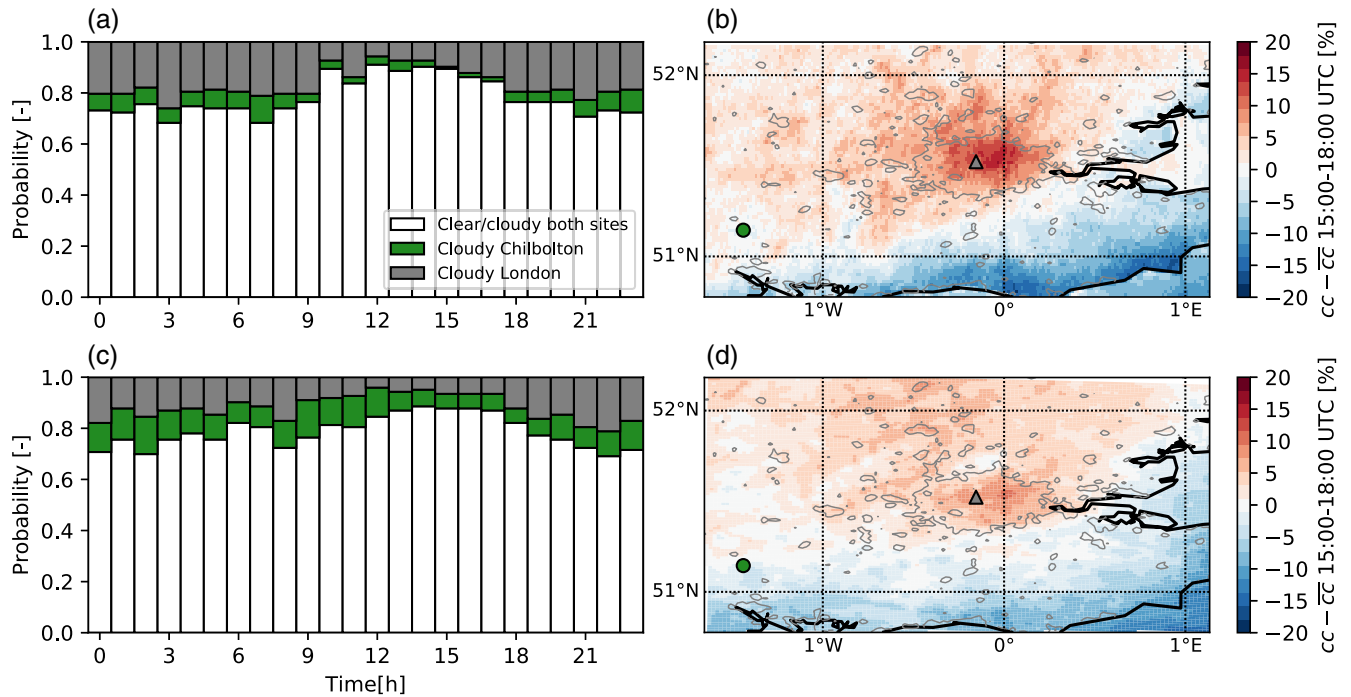 (a)
1.0
0.8
0.6
0.4
0.2
0.0
Probability [-]
Clear/cloudy both sites
Cloudy Chilbolton
Cloudy London
0 3 6 9 12 15 18 21
(b)
52°N
51°N
1°W 0° 1°E
20
15
10
5
0
−5
−10
−15
−20
cc − c̅c̅ 15:00-18:00 UTC [%]
(c)
1.0
0.8
0.6
0.4
0.2
0.0
Probability [-]
0 3 6 9 12 15 18 21
Time[h]
(d)
52°N
51°N
1°W 0° 1°E
20
15
10
5
0
−5
−10
−15
−20
cc − c̅c̅ 15:00-18:00 UTC [%]